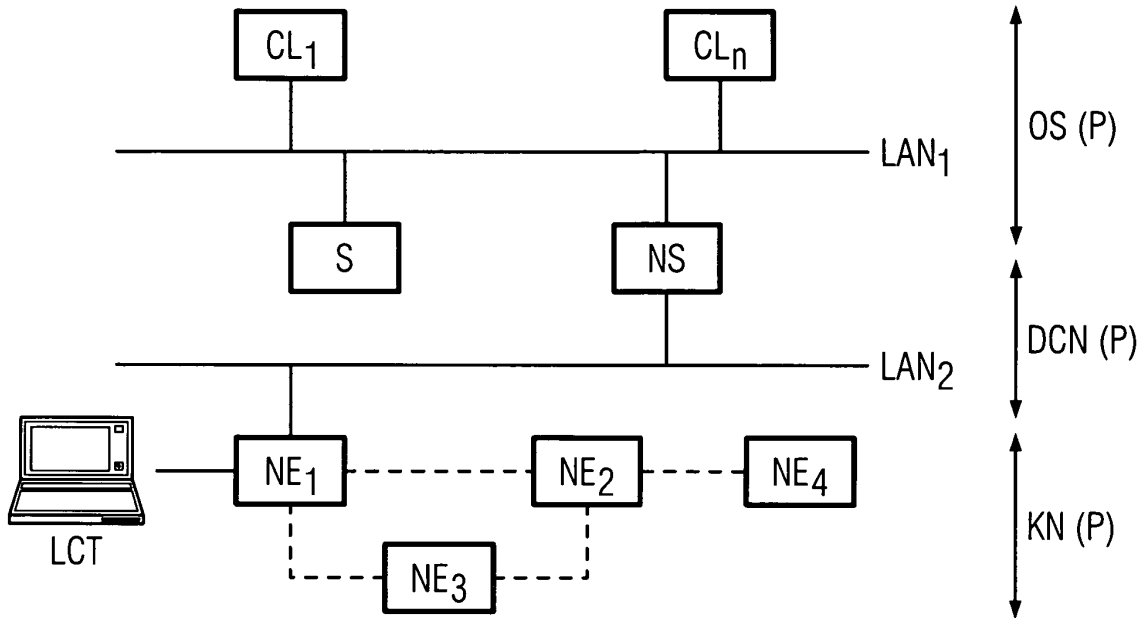 CL₁
CLₙ
OS (P)
LAN₁
S
NS
DCN (P)
LAN₂
NE₁
NE₂
NE₄
KN (P)
LCT
NE₃